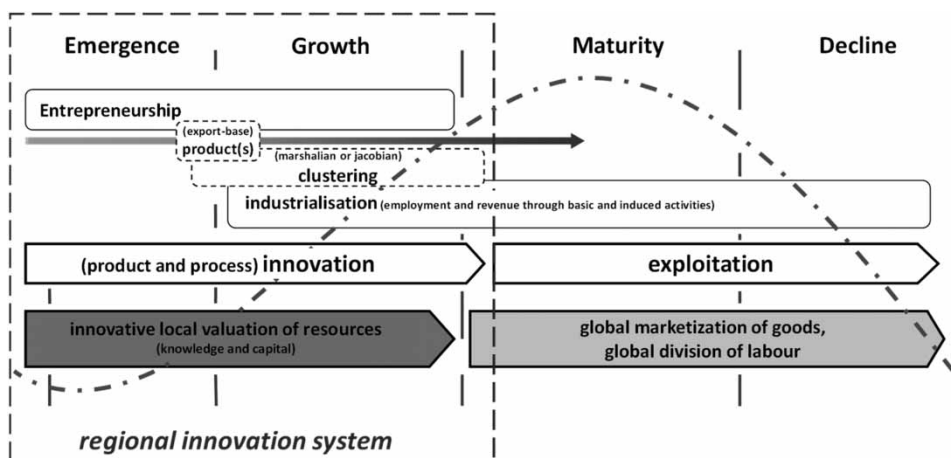 Emergence
Growth
Maturity
Decline
Entrepreneurship
(export-base)
product(s)
(marshalian or jacobian)
clustering
industrialisation (employment and revenue through basic and induced activities)
(product and process) innovation
exploitation
innovative local valuation of resources
(knowledge and capital)
global marketization of goods,
global division of labour
regional innovation system